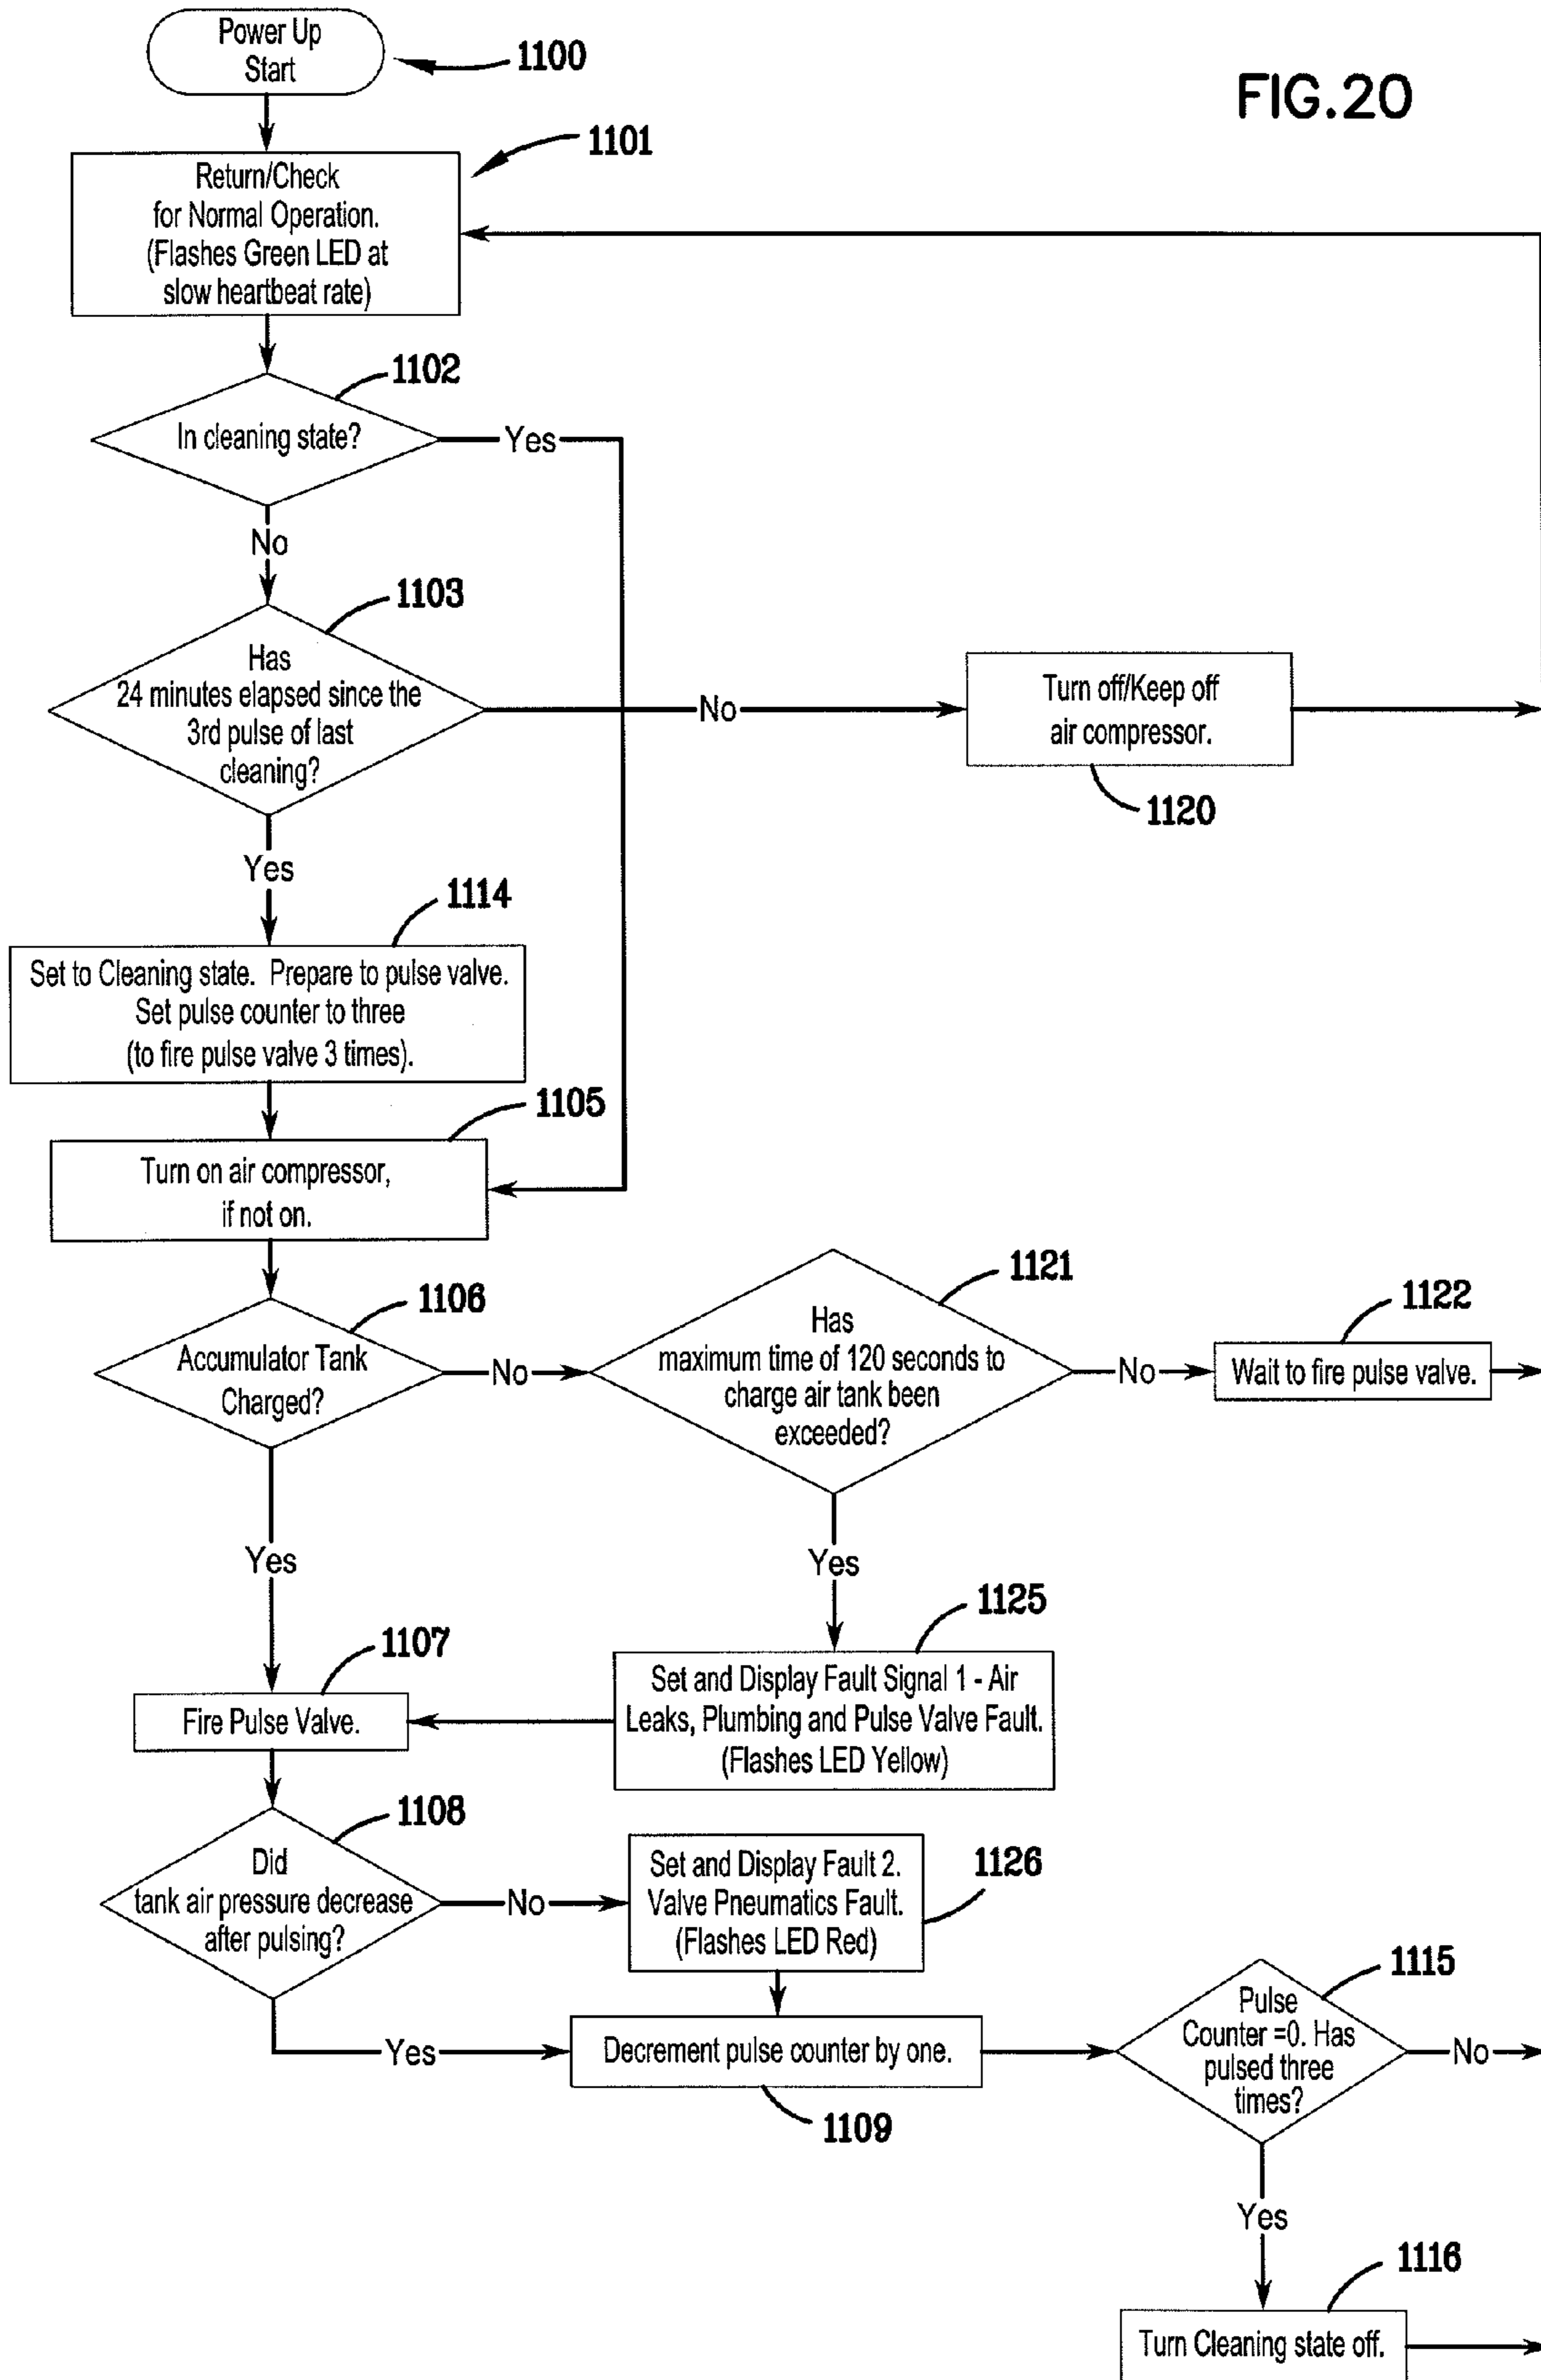 Power Up
Start
1100
FIG.20
1101
Return/Check
for Normal Operation.
(Flashes Green LED at
slow heartbeat rate)
1102
In cleaning state?
Yes
No
1103
Has
24 minutes elapsed since the
3rd pulse of last
cleaning?
No
Turn off/Keep off
air compressor.
1120
Yes
1114
Set to Cleaning state. Prepare to pulse valve.
Set pulse counter to three
(to fire pulse valve 3 times).
1105
Turn on air compressor,
if not on.
1106
Accumulator Tank
Charged?
No
1121
Has
maximum time of 120 seconds to
charge air tank been
exceeded?
No
1122
Wait to fire pulse valve.
Yes
Yes
1125
Set and Display Fault Signal 1 - Air
Leaks, Plumbing and Pulse Valve Fault.
(Flashes LED Yellow)
1107
Fire Pulse Valve.
1108
Did
tank air pressure decrease
after pulsing?
No
Set and Display Fault 2.
Valve Pneumatics Fault.
(Flashes LED Red)
1126
Yes
Decrement pulse counter by one.
1109
1115
Pulse
Counter =0. Has
pulsed three
times?
No
Yes
1116
Turn Cleaning state off.